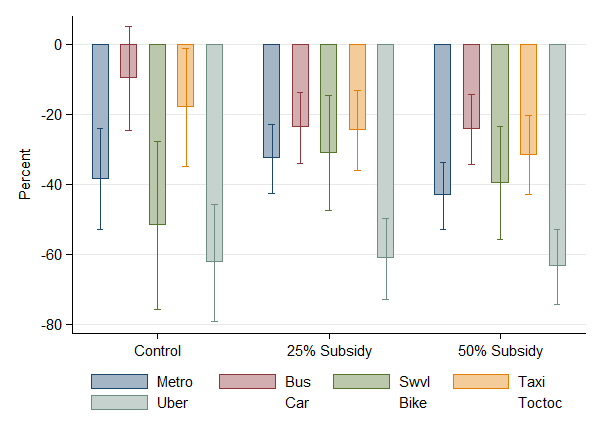 0
-20
-40
-60
-80
Percent
Control 25% Subsidy 50% Subsidy
Metro Bus Swvl Taxi
Uber Car Bike Toctoc